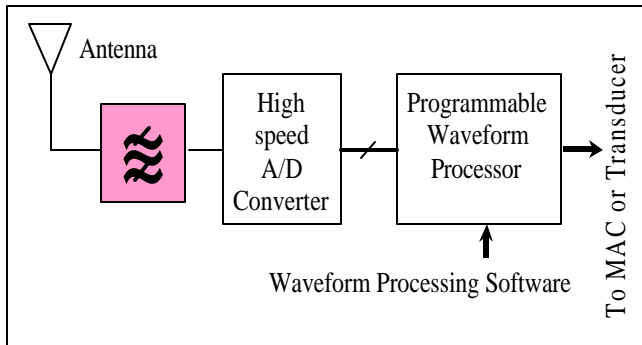 Antenna
High
speed
A/D
Converter
Programmable
Waveform
Processor
To MAC or Transducer
Waveform Processing Software